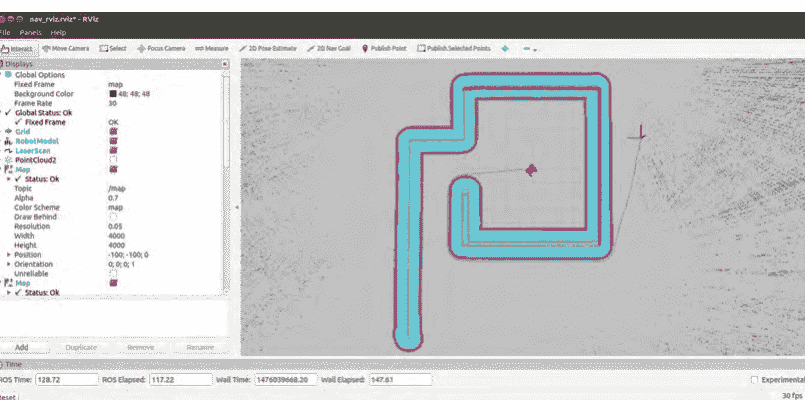 nav_rviz.rviz* - RViz
File Panels Help
Interact Move Camera Select Focus Camera Measure 2D Pose Estimate 2D Nav Goal Publish Point Publish Selected Points
Displays
Global Options
Fixed Frame map
Background Color 48; 48; 48
Frame Rate 30
Global Status: Ok
Fixed Frame OK
Grid
RobotModel
LaserScan
PointCloud2
Map
Status: Ok
Topic /map
Alpha 0.7
Color Scheme map
Draw Behind
Resolution 0.05
Width 4000
Height 4000
Position -100; -100; 0
Orientation 0; 0; 0; 1
Unreliable
Map
Status: Ok
Add Duplicate Remove Rename
Time
ROS Time: 128.72 ROS Elapsed: 117.22 Wall Time: 1476039668.20 Wall Elapsed: 147.61 Experimental
Reset 30 fps